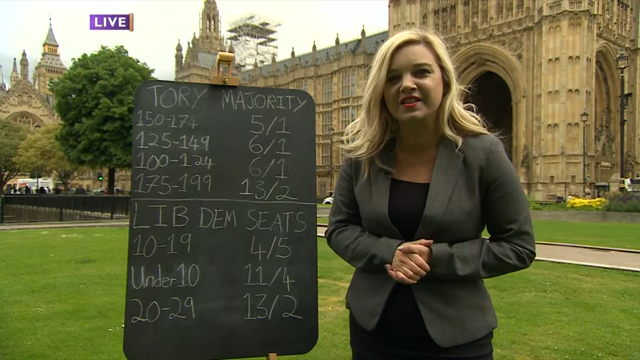 LIVE
TORY MAJORITY
150-174 5/1
125-149 6/1
100-124 6/1
175-199 13/2
LIB DEM SEATS
10-19 4/5
Under 10 11/4
20-29 13/2